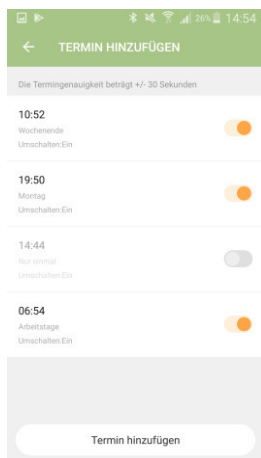 26% 14:54
TERMIN HINZUFÜGEN
Die Termingenauigkeit beträgt +/- 30 Sekunden
10:52
Wochenende
Umschalten:Ein
19:50
Montag
Umschalten:Ein
14:44
Nur einmal
Umschalten:Ein
06:54
Arbeitstage
Umschalten:Ein
Termin hinzufügen